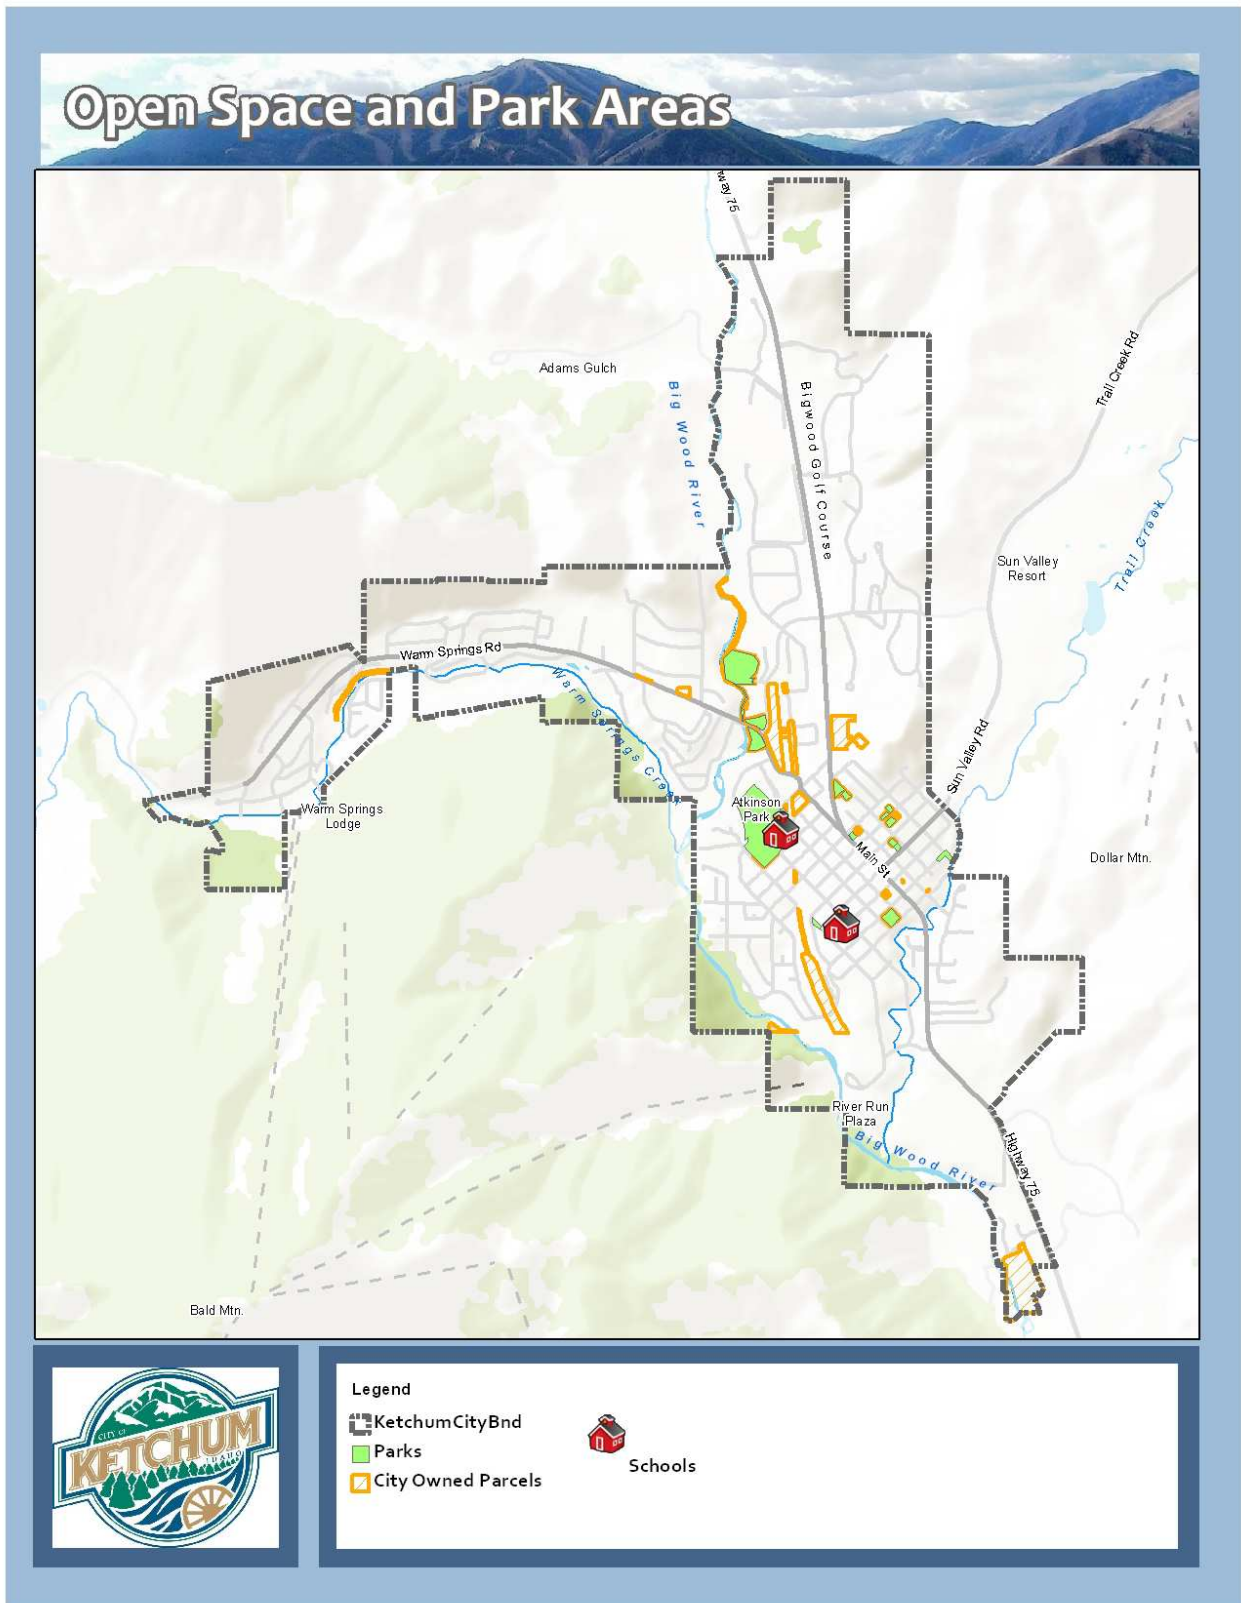 Open Space and Park Areas
way 75
Trail Creek Rd
Adams Gulch
Big Wood River
Bigwood Golf Course
Trail Creek
Sun Valley
Resort
Warm Springs Rd
Warm Springs Creek
Sun Valley Rd
Warm Springs
Lodge
Atkinson
Park
Main St
Dollar Mtn.
River Run
Plaza
Big Wood River
Highway 75
Bald Mtn.
CITY OF
KETCHUM
IDAHO
Legend
KetchumCityBnd
Parks
City Owned Parcels
Schools